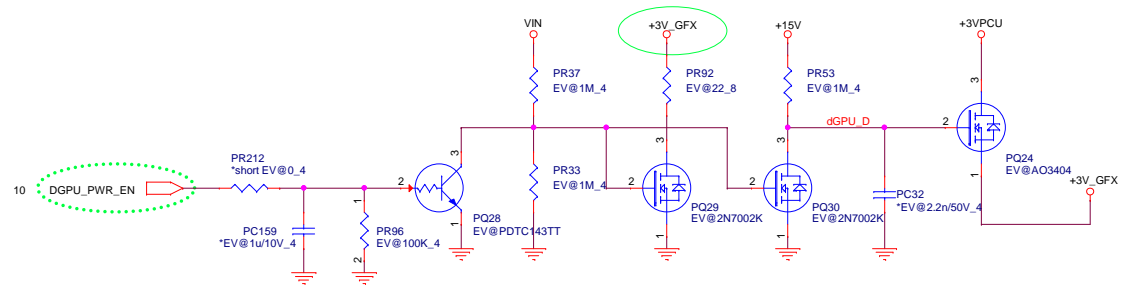 VIN
+3V_GFX
+15V
+3VPCU
PR37
EV@1M_4
PR92
EV@22_8
PR53
EV@1M_4
3
dGPU_D
2
PQ24
EV@AO3404
1
+3V_GFX
10
DGPU_PWR_EN
PR212
*short EV@0_4
2
3
1
PQ28
EV@PDTC143TT
PC159
*EV@1u/10V_4
1
PR96
EV@100K_4
2
PR33
EV@1M_4
3
2
1
PQ29
EV@2N7002K
3
2
1
PQ30
EV@2N7002K
PC32
*EV@2.2n/50V_4